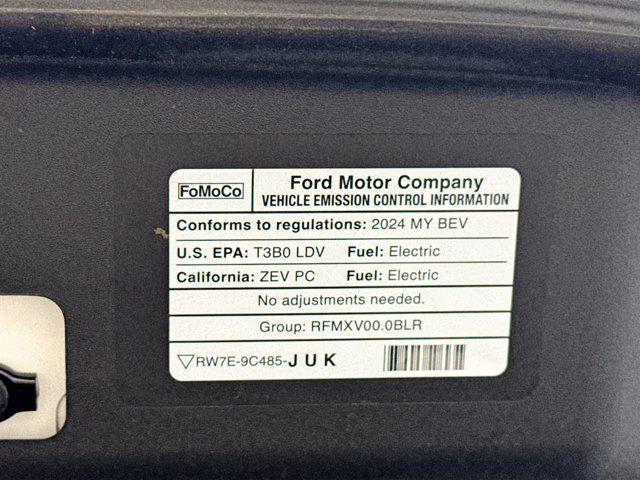 FoMoCo
Ford Motor Company
VEHICLE EMISSION CONTROL INFORMATION
Conforms to regulations: 2024 MY BEV
U.S. EPA: T3B0 LDV Fuel: Electric
California: ZEV PC Fuel: Electric
No adjustments needed.
Group: RFMXV00.0BLR
RW7E-9C485-J U K